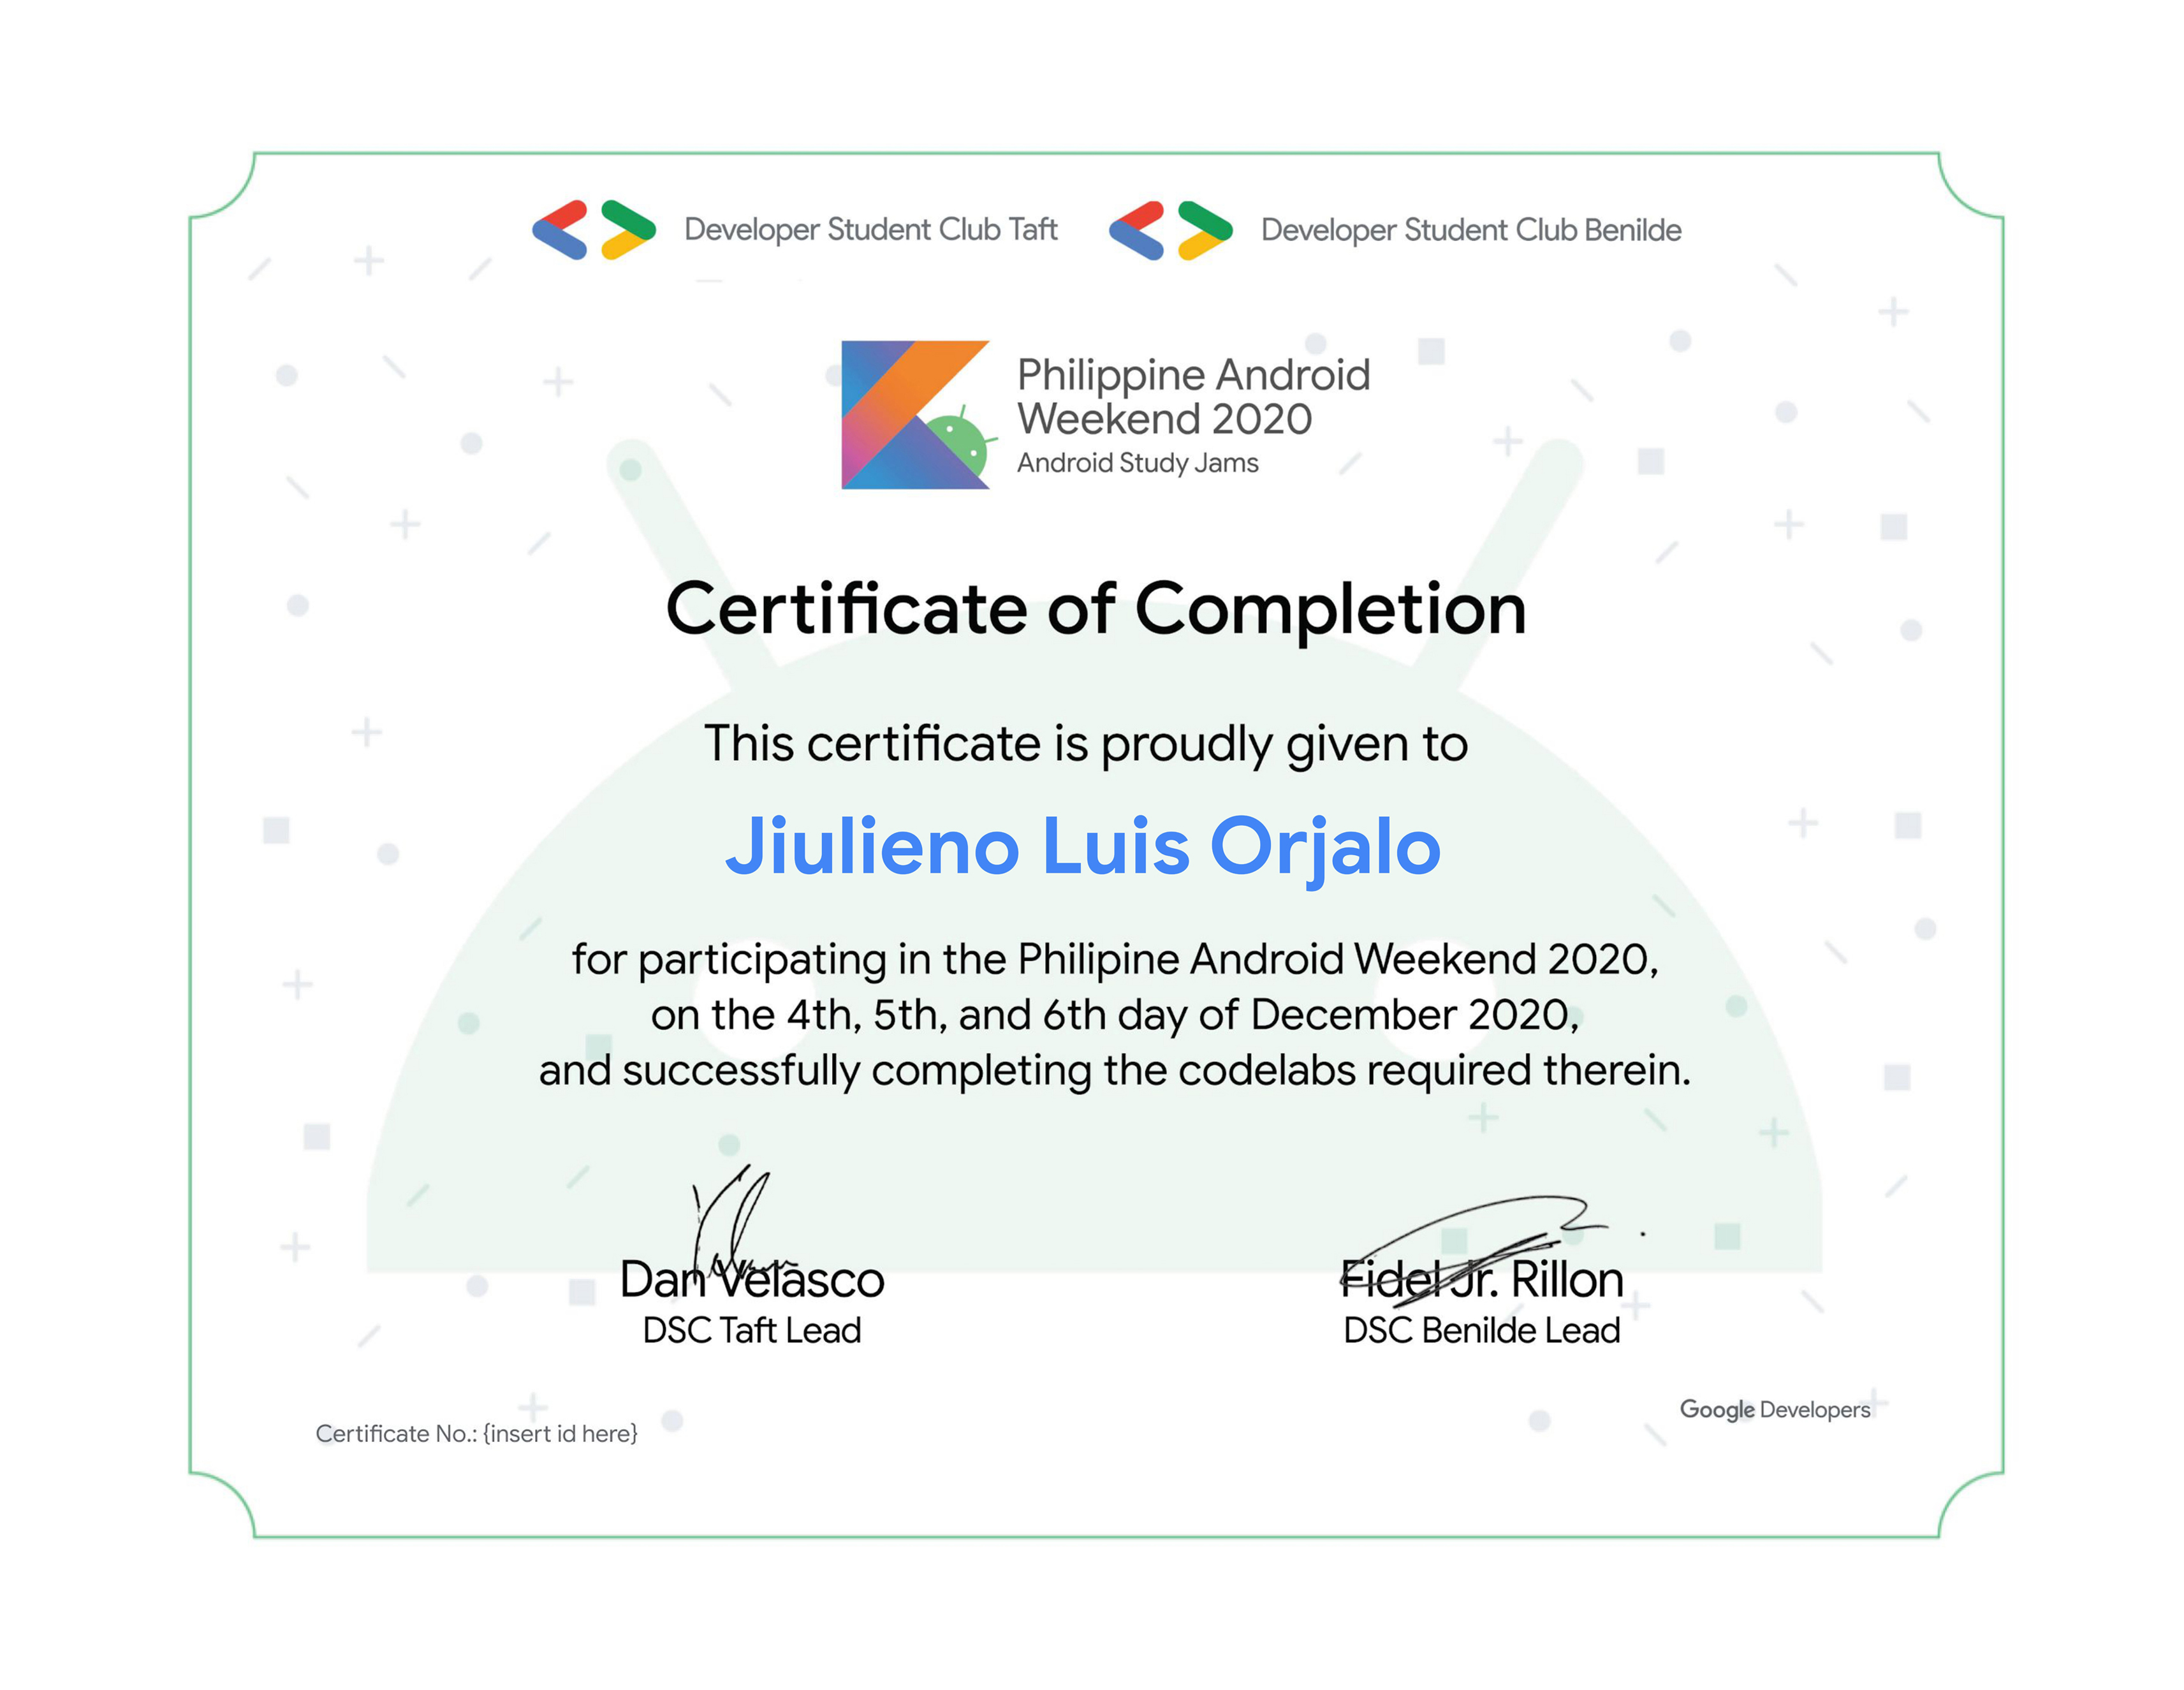 Developer Student Club Taft
Developer Student Club Benilde
Philippine Android
Weekend 2020
Android Study Jams
Certificate of Completion
This certificate is proudly given to
Jiulieno Luis Orjalo
for participating in the Philipine Android Weekend 2020,
on the 4th, 5th, and 6th day of December 2020,
and successfully completing the codelabs required therein.
Dan Velasco
DSC Taft Lead
Fidel Jr. Rillon
DSC Benilde Lead
Certificate No.: {insert id here}
Google Developers